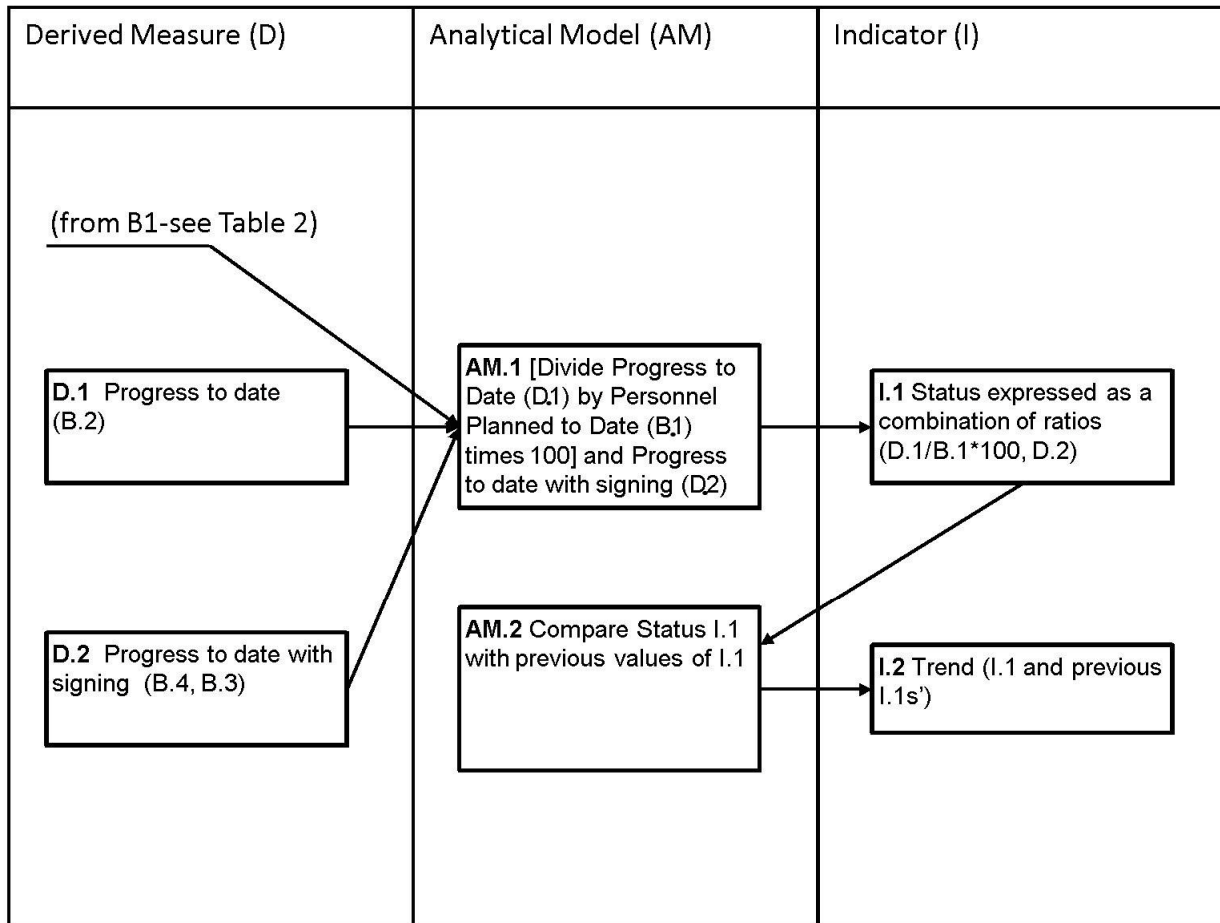 Derived Measure (D)
Analytical Model (AM)
Indicator (I)
(from B1-see Table 2)
D.1 Progress to date
(B.2)
D.2 Progress to date with
signing (B.4, B.3)
AM.1 [Divide Progress to
Date (D.1) by Personnel
Planned to Date (B.1)
times 100] and Progress
to date with signing (D.2)
AM.2 Compare Status I.1
with previous values of I.1
I.1 Status expressed as a
combination of ratios
(D.1/B.1*100, D.2)
I.2 Trend (I.1 and previous
I.1s’)